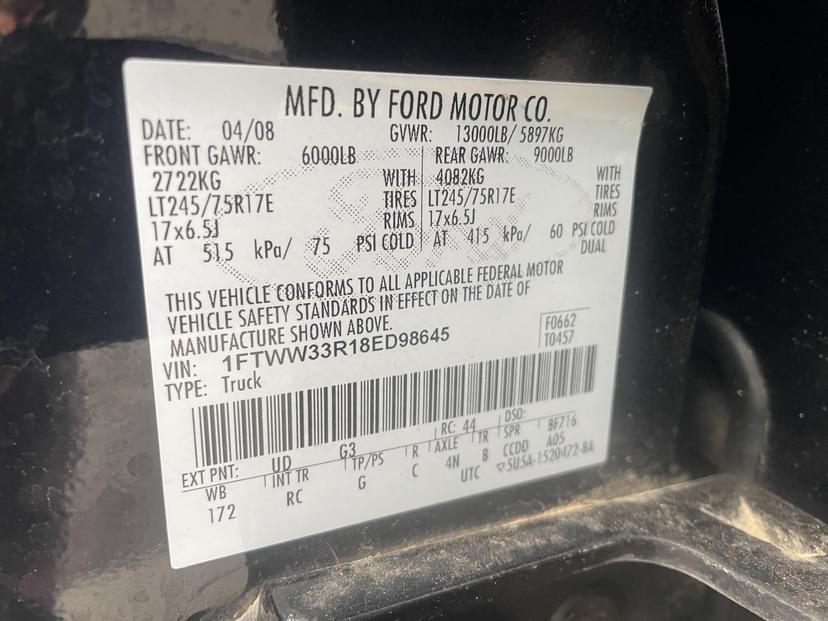 MFD. BY FORD MOTOR CO.
DATE: 04/08 GVWR: 13000LB/ 5897KG
FRONT GAWR: 6000LB REAR GAWR: 9000LB
2722KG WITH 4082KG WITH
LT245/75R17E TIRES LT245/75R17E TIRES
17x6.5J RIMS 17x6.5J RIMS
AT 515 kPa/ 75 PSI COLD AT 415 kPa/ 60 PSI COLD
DUAL
THIS VEHICLE CONFORMS TO ALL APPLICABLE FEDERAL MOTOR
VEHICLE SAFETY STANDARDS IN EFFECT ON THE DATE OF
MANUFACTURE SHOWN ABOVE.
F0662
VIN: 1FTWW33R18ED98645
T0457
TYPE: Truck
EXT PNT: UD G3 RC: 44 DSO:
WB INT TR TP/PS R AXLE TR SPR 8F716
172 RC G C 4N B CCDD A05
UTC ▽5U5A-1520472-BA